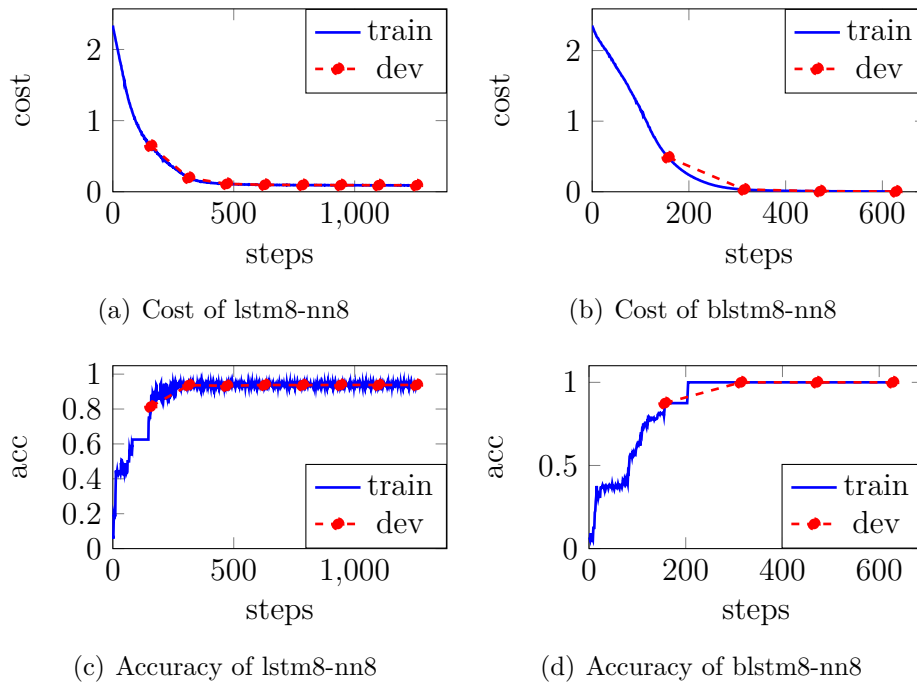 2
1
0
cost
train
dev
0
500
1,000
steps
(a) Cost of lstm8-nn8
2
1
0
cost
train
dev
0
200
400
600
steps
(b) Cost of blstm8-nn8
1
0.8
0.6
0.4
0.2
0
acc
train
dev
0
500
1,000
steps
(c) Accuracy of lstm8-nn8
1
0.5
0
acc
train
dev
0
200
400
600
steps
(d) Accuracy of blstm8-nn8